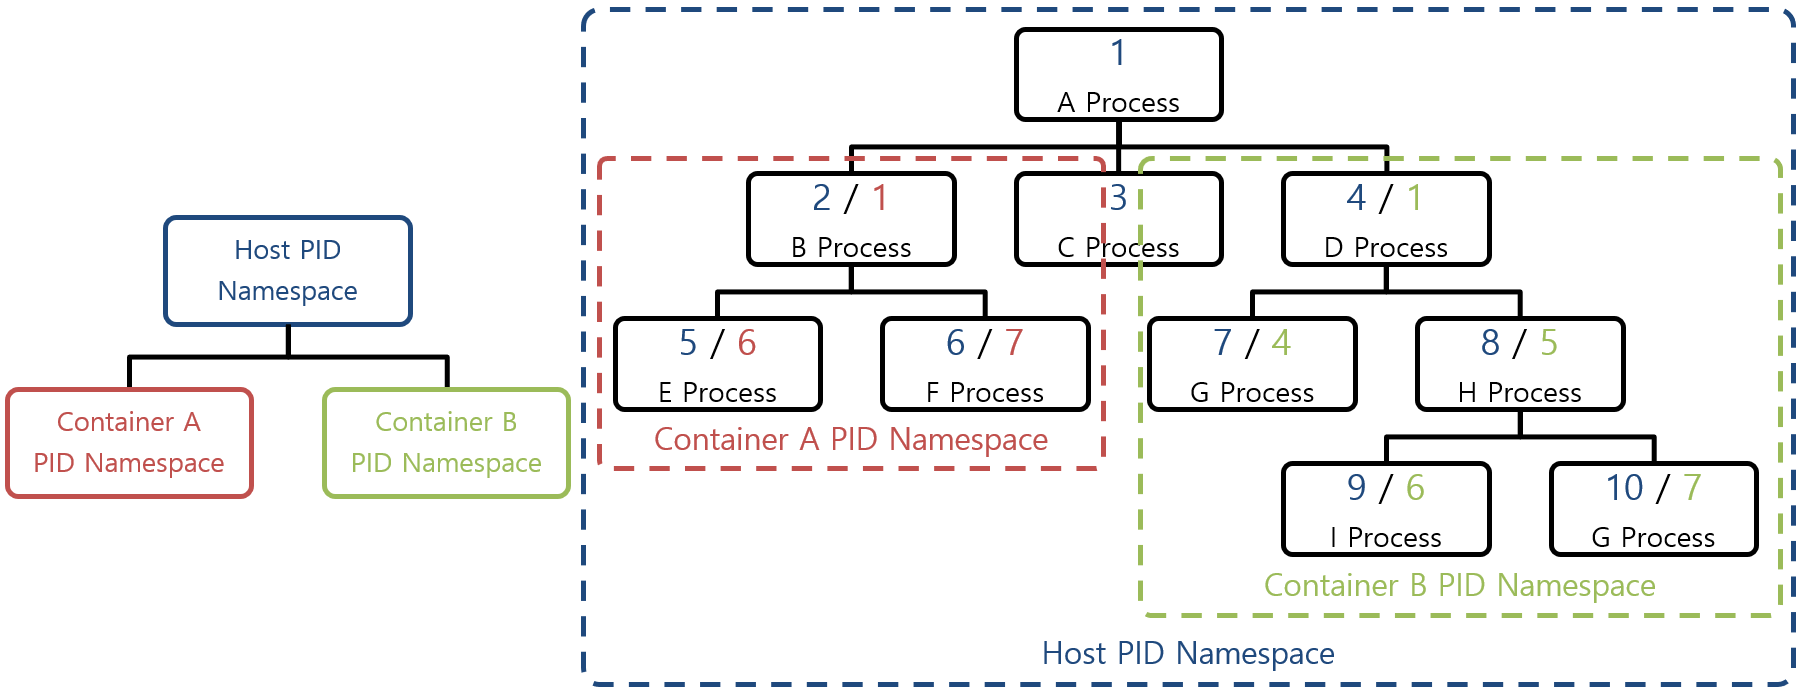 Host PID
Namespace
Container A
PID Namespace
Container B
PID Namespace
1
A Process
2 / 1
B Process
3
C Process
4 / 1
D Process
5 / 6
E Process
6 / 7
F Process
7 / 4
G Process
8 / 5
H Process
Container A PID Namespace
9 / 6
I Process
10 / 7
G Process
Container B PID Namespace
Host PID Namespace